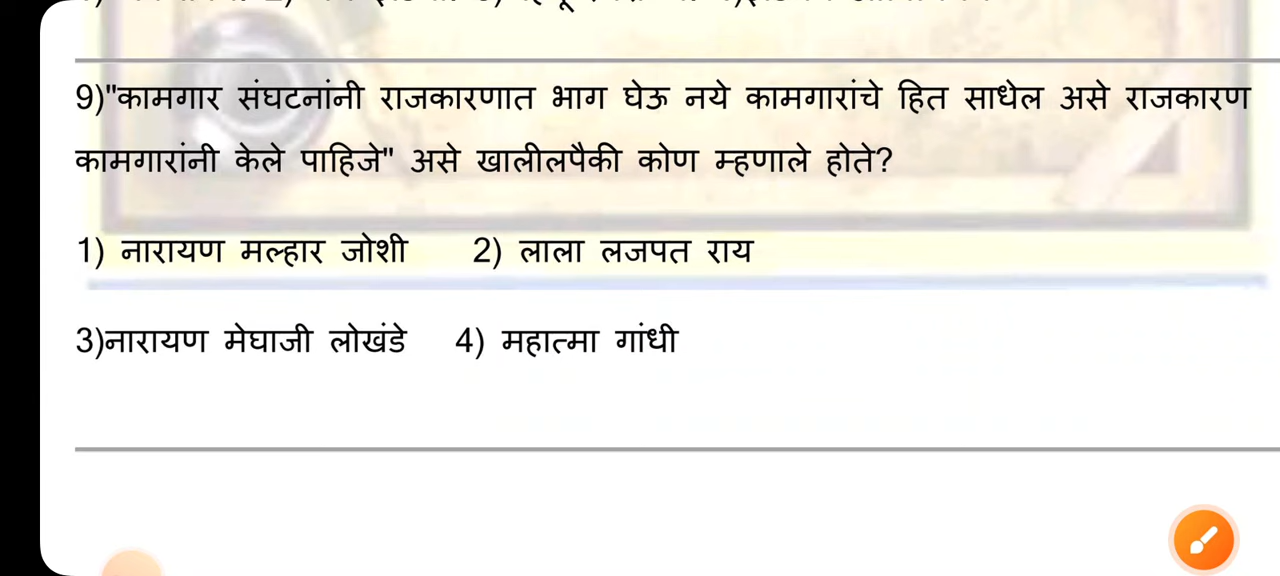 9)"कामगार संघटनांनी राजकारणात भाग घेऊ नये कामगारांचे हित साधेल असे राजकारण
कामगारांनी केले पाहिजे" असे खालीलपैकी कोण म्हणाले होते?
1) नारायण मल्हार जोशी 2) लाला लजपत राय
3)नारायण मेघाजी लोखंडे 4) महात्मा गांधी